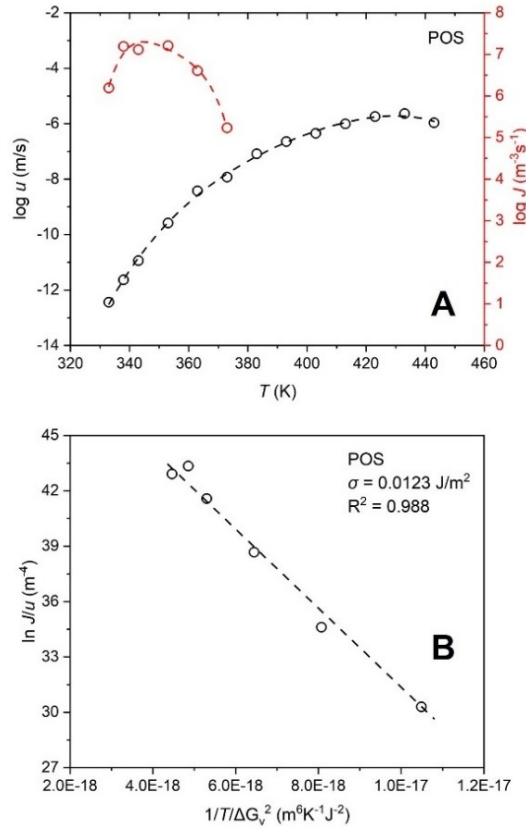 POS
A
log u (m/s)
-2
-4
-6
-8
-10
-12
-14
log J (m-3s-1)
8
7
6
5
4
3
2
1
0
320 340 360 380 400 420 440 460
T (K)
POS
σ = 0.0123 J/m²
R² = 0.988
B
ln J/u (m⁻⁴)
45
42
39
36
33
30
27
2.0E-18 4.0E-18 6.0E-18 8.0E-18 1.0E-17 1.2E-17
1/T/ΔGᵥ² (m⁶K⁻¹J⁻²)